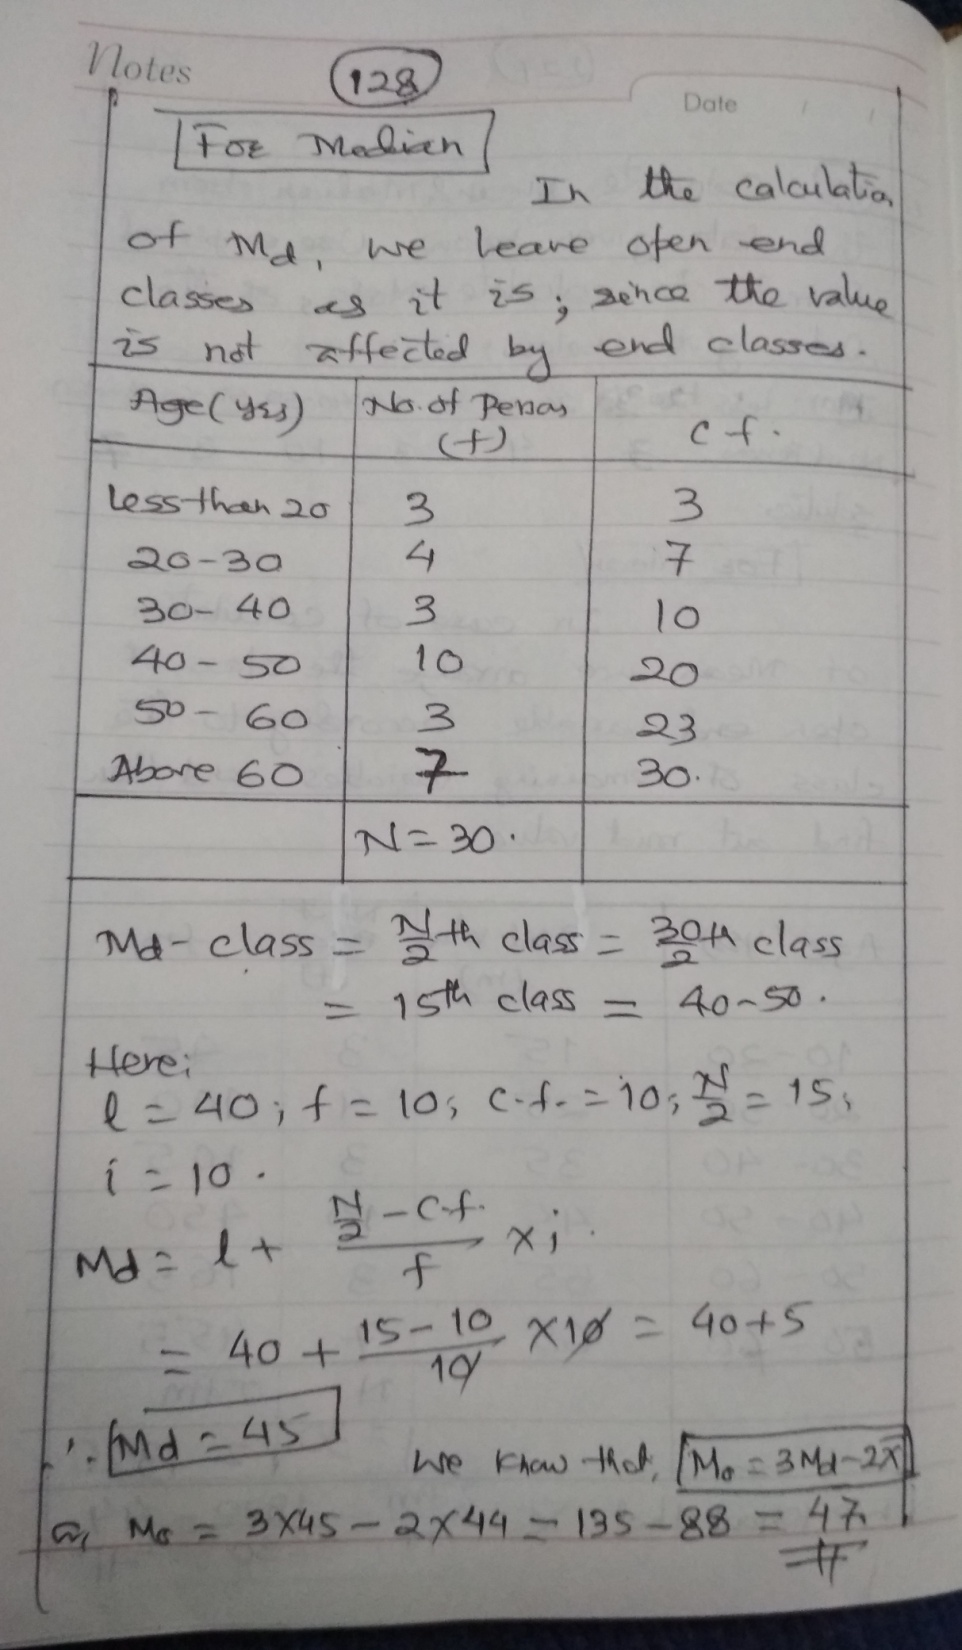 Notes
128
Date
For Median
In the calculation
of Md, we leave open end
classes as it is; since the value
is not affected by end classes.
Age (yrs) No. of Persons (f) c f.
Less than 20 3 3
20-30 4 7
30-40 3 10
40-50 10 20
50-60 3 23
Above 60 7 30.
N = 30.
Md-class = N/2 th class = 30/2 th class
= 15th class = 40-50.
Here;
l = 40; f = 10; c.f. = 10; N/2 = 15;
i = 10.
Md = l + (N/2 - c.f.)/f × i.
= 40 + (15-10)/10 × 10 = 40+5
∴ Md = 45
We know that, Mo = 3Md-2x̄
or, Mo = 3×45 - 2×44 = 135-88 = 47